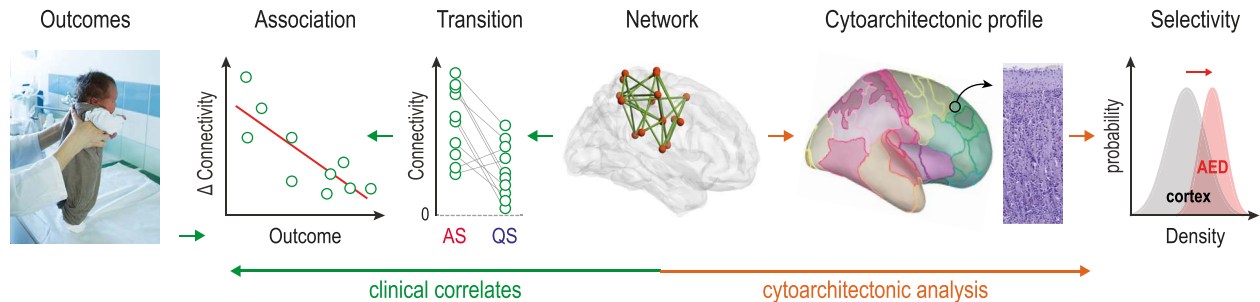 Outcomes
Association
Transition
Network
Cytoarchitectonic profile
Selectivity
Δ Connectivity
Outcome
Connectivity
0
AS
QS
probability
AED
cortex
Density
clinical correlates
cytoarchitectonic analysis